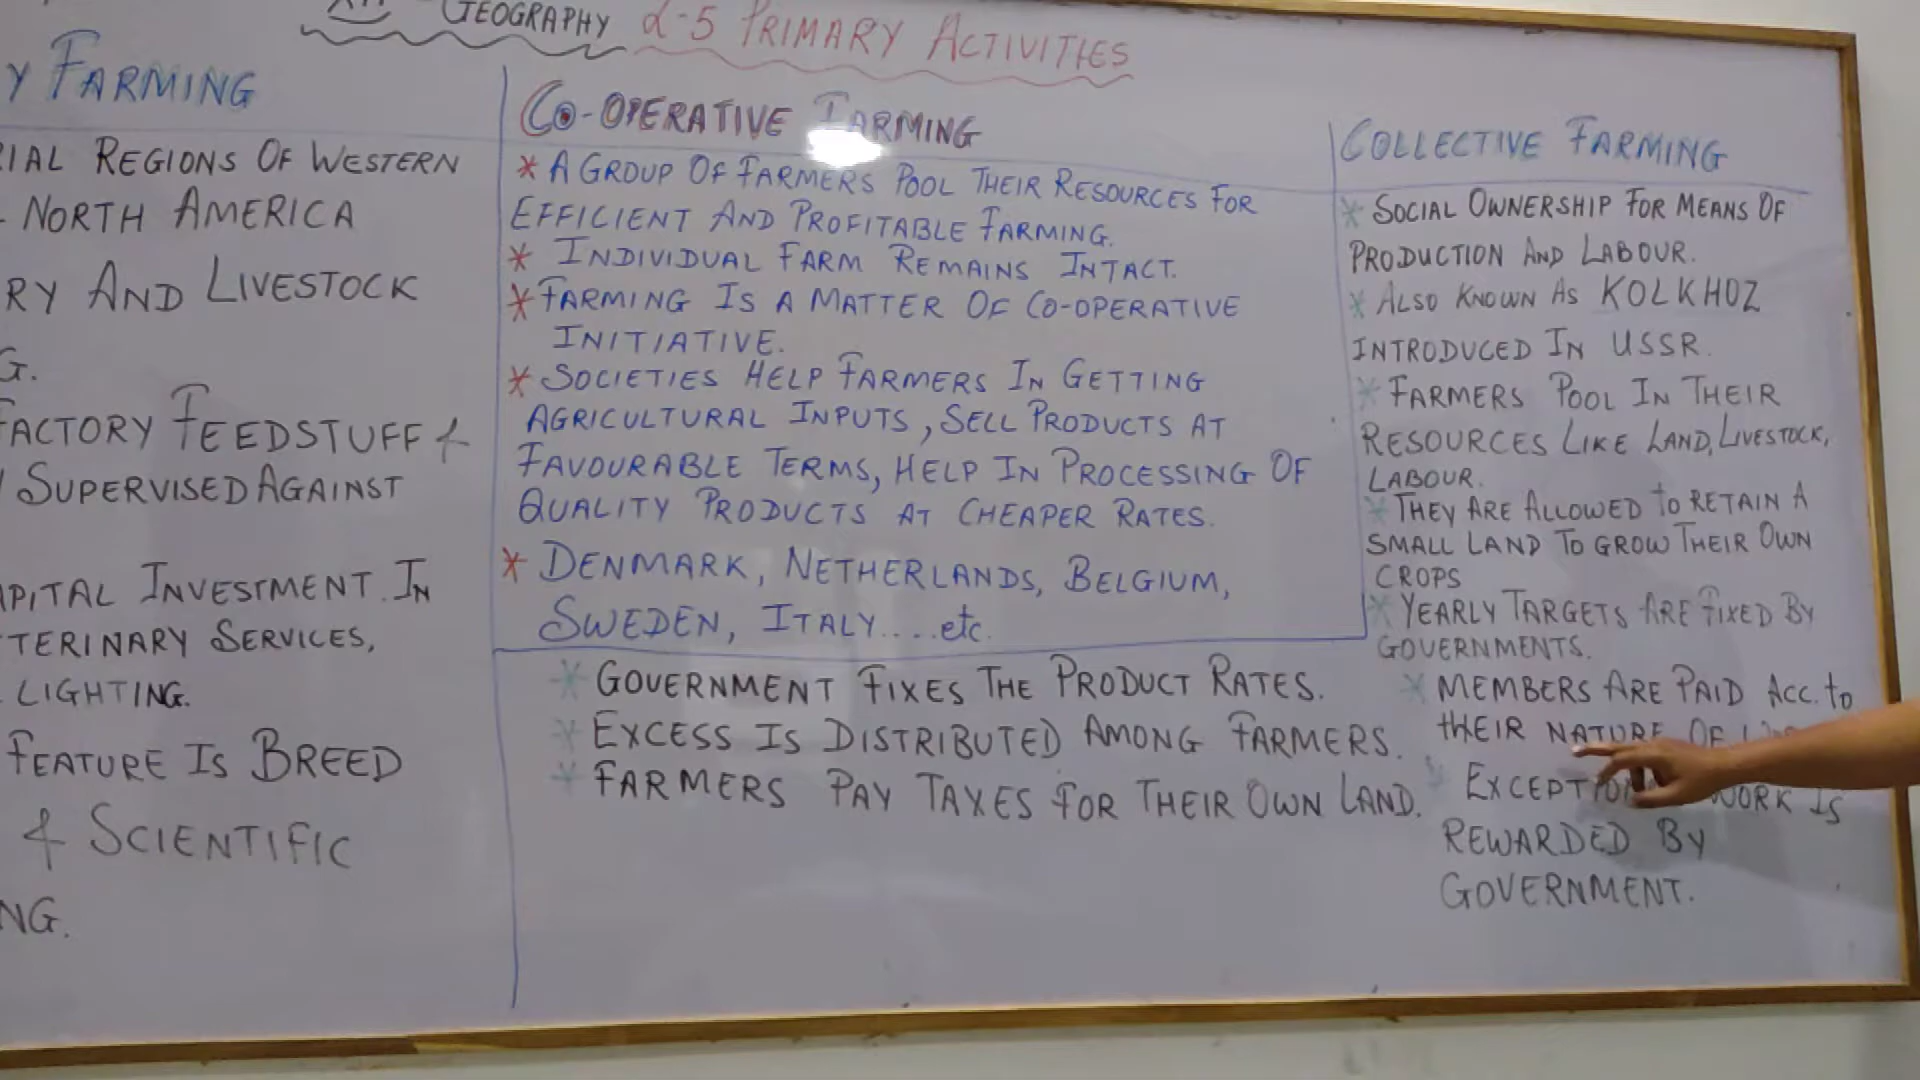 GEOGRAPHY L-5 PRIMARY ACTIVITIES
Y FARMING
IAL REGIONS OF WESTERN
NORTH AMERICA
RY AND LIVESTOCK
G.
FACTORY FEEDSTUFF &
SUPERVISED AGAINST
APITAL INVESTMENT. IN
TERINARY SERVICES,
LIGHTING.
FEATURE IS BREED
& SCIENTIFIC
NG.
CO-OPERATIVE FARMING
* A GROUP OF FARMERS POOL THEIR RESOURCES FOR
EFFICIENT AND PROFITABLE FARMING.
* INDIVIDUAL FARM REMAINS INTACT.
* FARMING IS A MATTER OF CO-OPERATIVE
INITIATIVE.
* SOCIETIES HELP FARMERS IN GETTING
AGRICULTURAL INPUTS, SELL PRODUCTS AT
FAVOURABLE TERMS, HELP IN PROCESSING OF
QUALITY PRODUCTS AT CHEAPER RATES.
* DENMARK, NETHERLANDS, BELGIUM,
SWEDEN, ITALY....etc.
COLLECTIVE FARMING
* SOCIAL OWNERSHIP FOR MEANS OF
PRODUCTION AND LABOUR.
* ALSO KNOWN AS KOLKHOZ
INTRODUCED IN USSR.
* FARMERS POOL IN THEIR
RESOURCES LIKE LAND, LIVESTOCK,
LABOUR.
* THEY ARE ALLOWED TO RETAIN A
SMALL LAND TO GROW THEIR OWN
CROPS
* YEARLY TARGETS ARE FIXED BY
GOVERNMENTS.
* MEMBERS ARE PAID ACC. to
THEIR NATURE OF
* EXCEPTION WORK IS
REWARDED BY
GOVERNMENT.
* GOVERNMENT FIXES THE PRODUCT RATES.
* EXCESS IS DISTRIBUTED AMONG FARMERS.
* FARMERS PAY TAXES FOR THEIR OWN LAND.